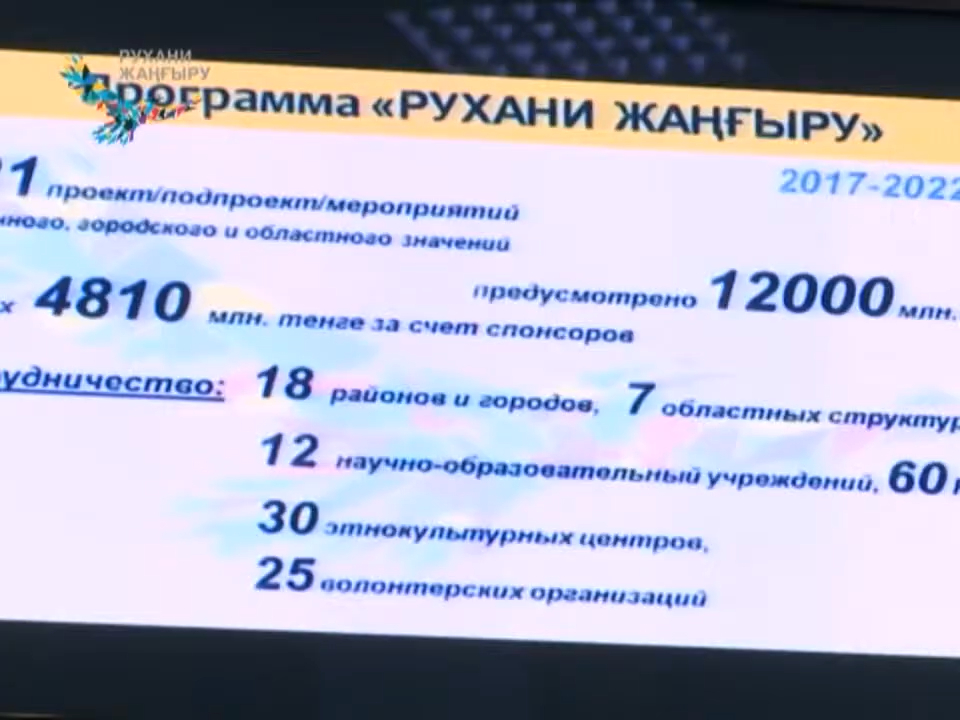 РУХАНИ
ЖАҢҒЫРУ
Программа «РУХАНИ ЖАҢҒЫРУ»
2017-2022
1 проект/подпроект/мероприятий
городского и областного значений
4810 млн. тенге за счет спонсоров
предусмотрено 12000 млн.
18 районов и городов, 7 областных структур
12 научно-образовательный учреждений, 60
30 этнокультурных центров,
25 волонтерских организаций